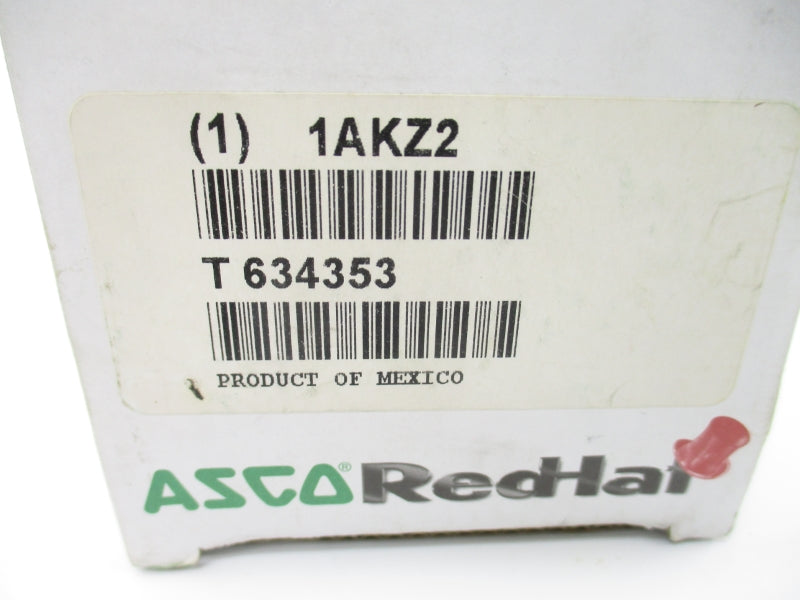 (1) 1AKZ2
T 634353
PRODUCT OF MEXICO
ASCO® RedHat